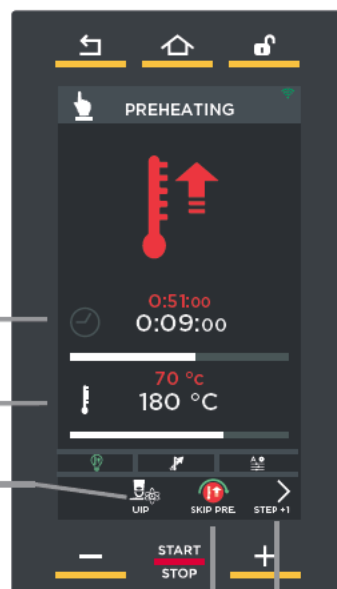 PREHEATING
0:51:00
0:09:00
70 °c
180 °C
UIP SKIP PRE. STEP +1
START
STOP